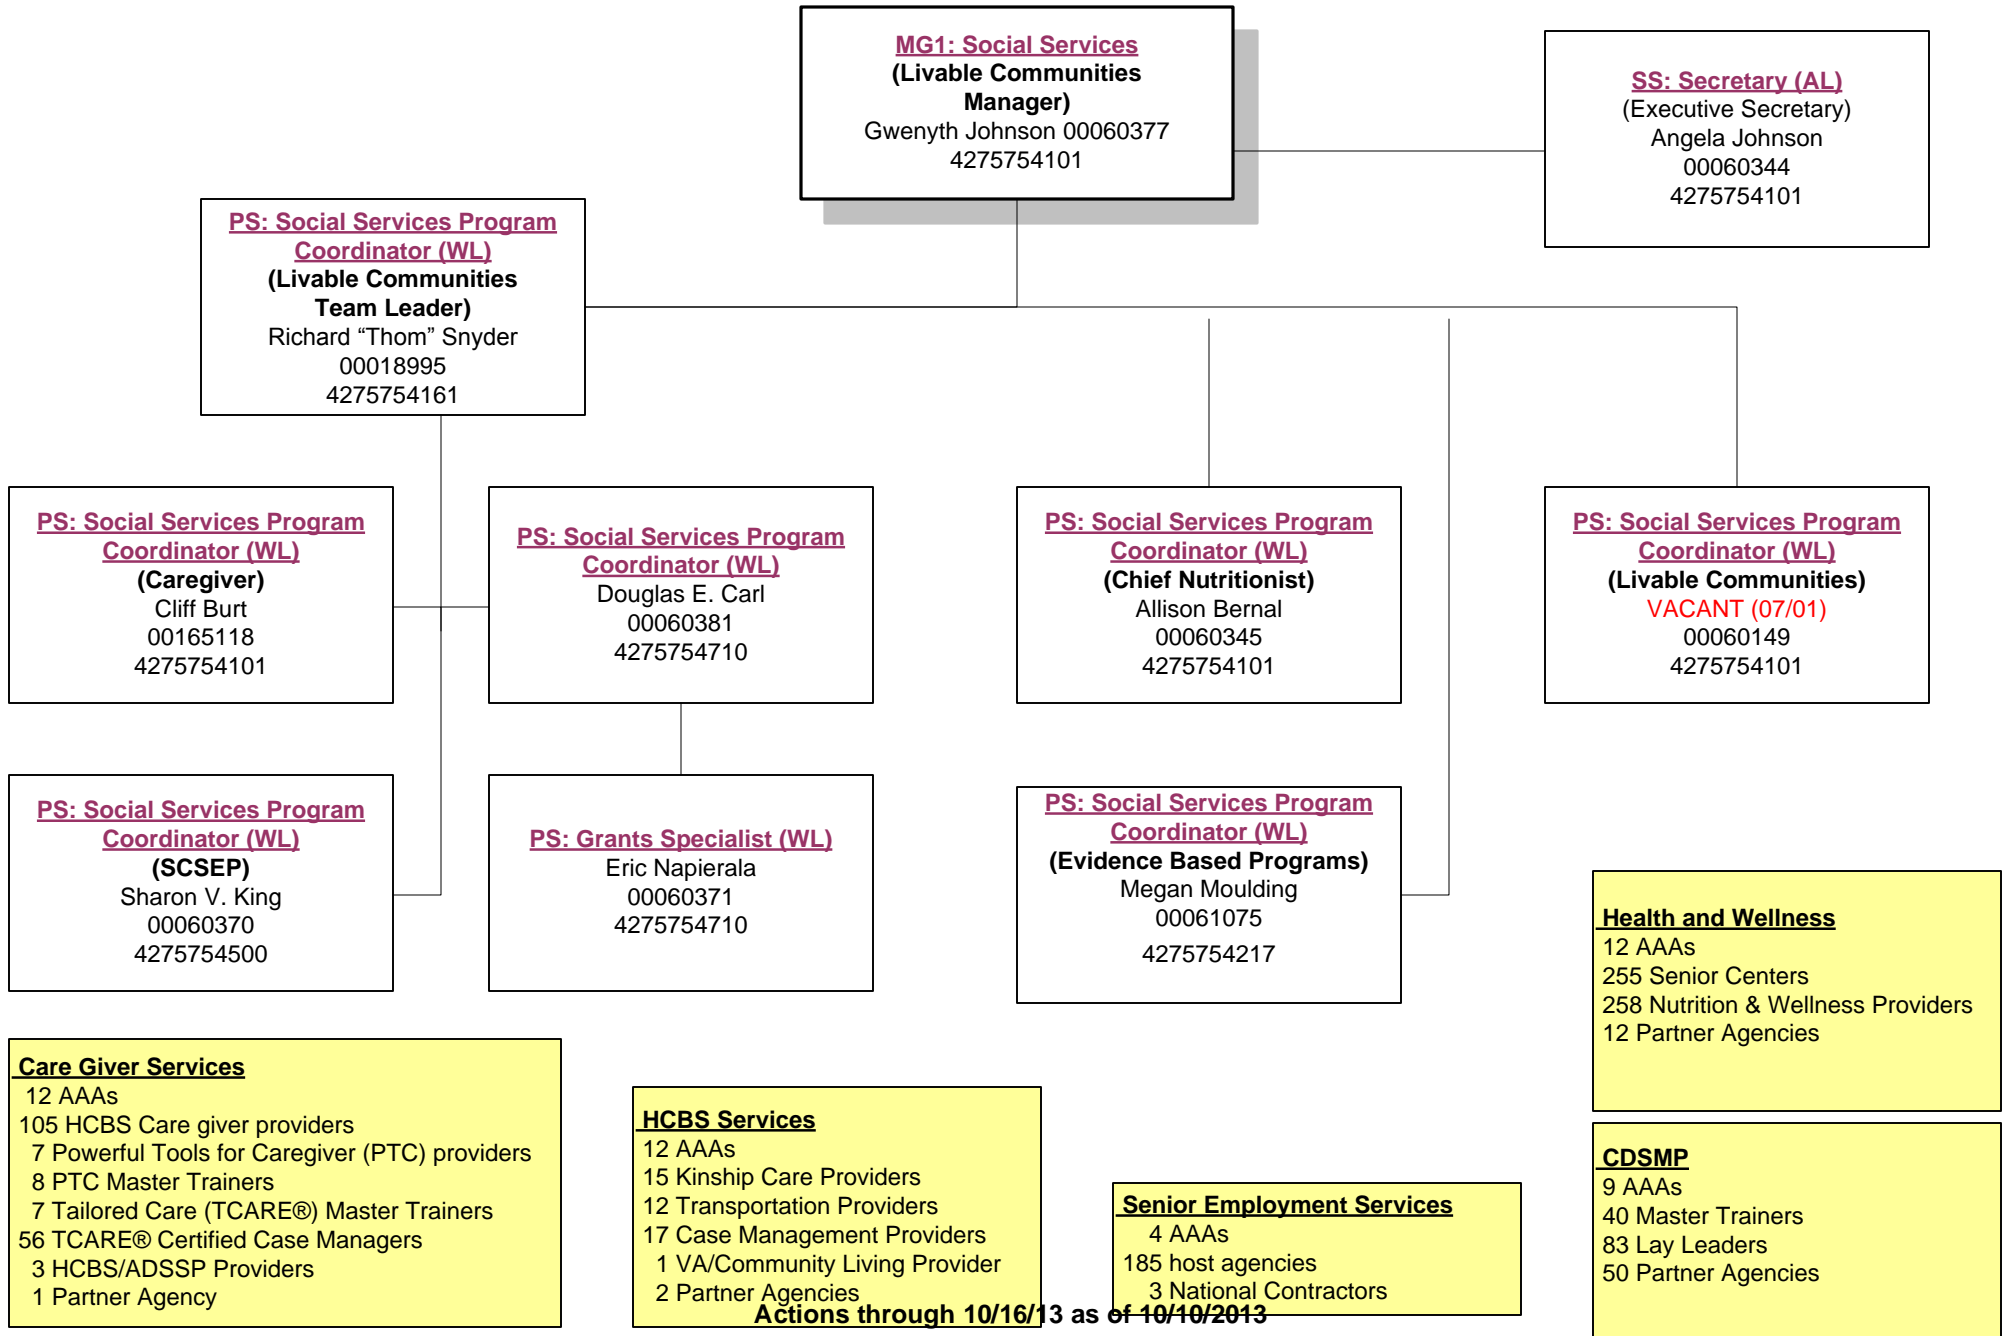 MG1: Social Services
(Livable Communities
Manager)
Gwenyth Johnson 00060377
4275754101
SS: Secretary (AL)
(Executive Secretary)
Angela Johnson
00060344
4275754101
PS: Social Services Program
Coordinator (WL)
(Livable Communities
Team Leader)
Richard “Thom” Snyder
00018995
4275754161
PS: Social Services Program
Coordinator (WL)
(Caregiver)
Cliff Burt
00165118
4275754101
PS: Social Services Program
Coordinator (WL)
Douglas E. Carl
00060381
4275754710
PS: Social Services Program
Coordinator (WL)
(Chief Nutritionist)
Allison Bernal
00060345
4275754101
PS: Social Services Program
Coordinator (WL)
(Livable Communities)
VACANT (07/01)
00060149
4275754101
PS: Social Services Program
Coordinator (WL)
(SCSEP)
Sharon V. King
00060370
4275754500
PS: Grants Specialist (WL)
Eric Napierala
00060371
4275754710
PS: Social Services Program
Coordinator (WL)
(Evidence Based Programs)
Megan Moulding
00061075
4275754217
Health and Wellness
12 AAAs
255 Senior Centers
258 Nutrition & Wellness Providers
12 Partner Agencies
Care Giver Services
12 AAAs
105 HCBS Care giver providers
7 Powerful Tools for Caregiver (PTC) providers
8 PTC Master Trainers
7 Tailored Care (TCARE®) Master Trainers
56 TCARE® Certified Case Managers
3 HCBS/ADSSP Providers
1 Partner Agency
HCBS Services
12 AAAs
15 Kinship Care Providers
12 Transportation Providers
17 Case Management Providers
1 VA/Community Living Provider
2 Partner Agencies
Senior Employment Services
4 AAAs
185 host agencies
3 National Contractors
CDSMP
9 AAAs
40 Master Trainers
83 Lay Leaders
50 Partner Agencies
Actions through 10/16/13 as of 10/10/2013